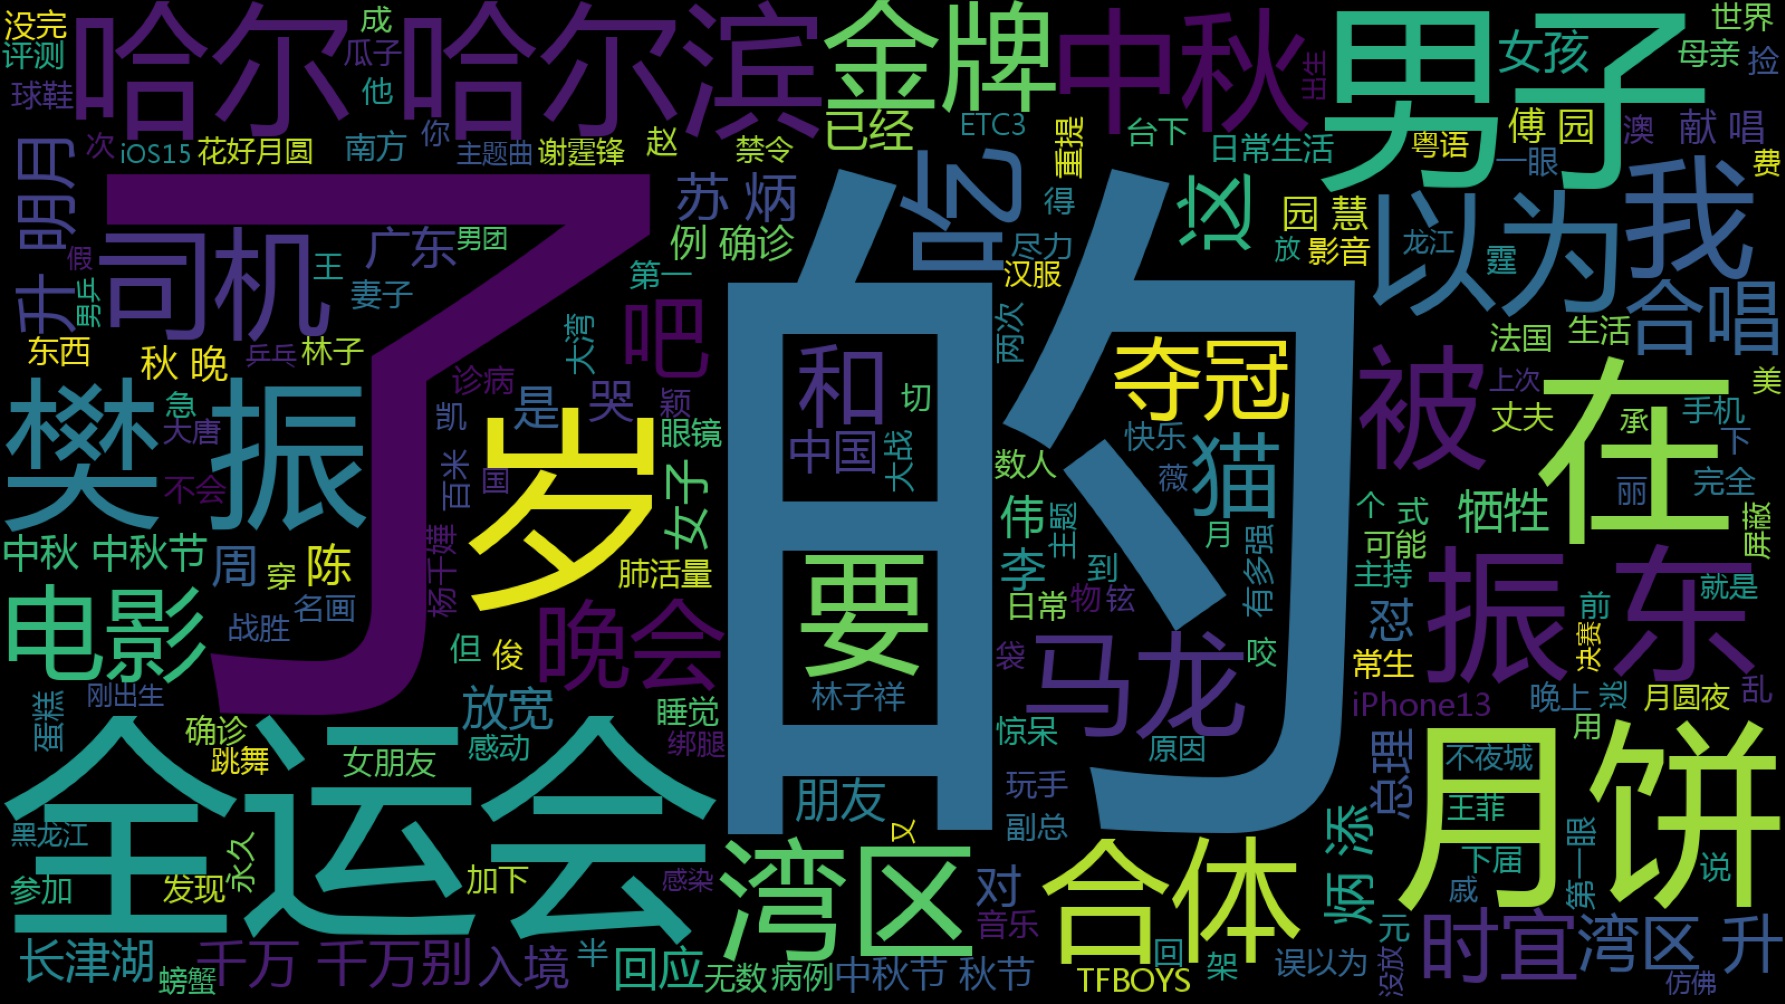 没完
成
哈尔 哈尔滨
金牌
中秋
男子
世界
评测
瓜子
女孩
母亲
捡
球鞋
他
出生
已经
ETC3
重提
台下
日常生活
粤语
傅 园
澳
献 唱
次
iOS15
花好月圆
南方
你
主题曲
谢霆锋
赵
禁令
一眼
费
升 明月
了
苏 炳
吃
得
这
园 慧
以为
我
司机
广东
男团
例 确诊
的
尽力
放
影音
龙江
霆
假
王
妻子
第一
汉服
合唱
男乒
吧
大湾
两次
法国
生活
东西
秋 晚
乒乓
林子
和
夺冠
被
在
上次
美
樊 振
急
诊病
是
哭
颖
切
快乐
猫
丈夫
承
手机
大唐
凯
岁
眼镜
中国
大战
数人
薇
下
不会
百米
国
女子
个
式
牺牲
丽
完全
屏蔽
中秋 中秋节
周
穿
陈
杨千嬅
肺活量
要
伟
主题
月
有多强
可能
李
到
主持
振 东
就是
电影
战胜
名画
晚会
日常
物
铉
怼
前
但
俊
马龙
咬
常生
决赛
袋
蛋糕
刚出生
放宽
睡觉
林子祥
iPhone13
晚上
月圆夜
乱
确诊
感动
绑腿
惊呆
原因
全运会
跳舞
女朋友
总理
月饼
用
不夜城
朋友
玩手
王菲
黑龙江
又
副总
炳 添
永久
湾区
合体
下届
第一眼
说
参加
发现
加下
感染
对
戚
音乐
元
时宜
湾区 升
长津湖
千万 千万别
入境
半
回应
回
架
误以为
没放
螃蟹
无数
病例
中秋节 秋节
TFBOYS
仿佛